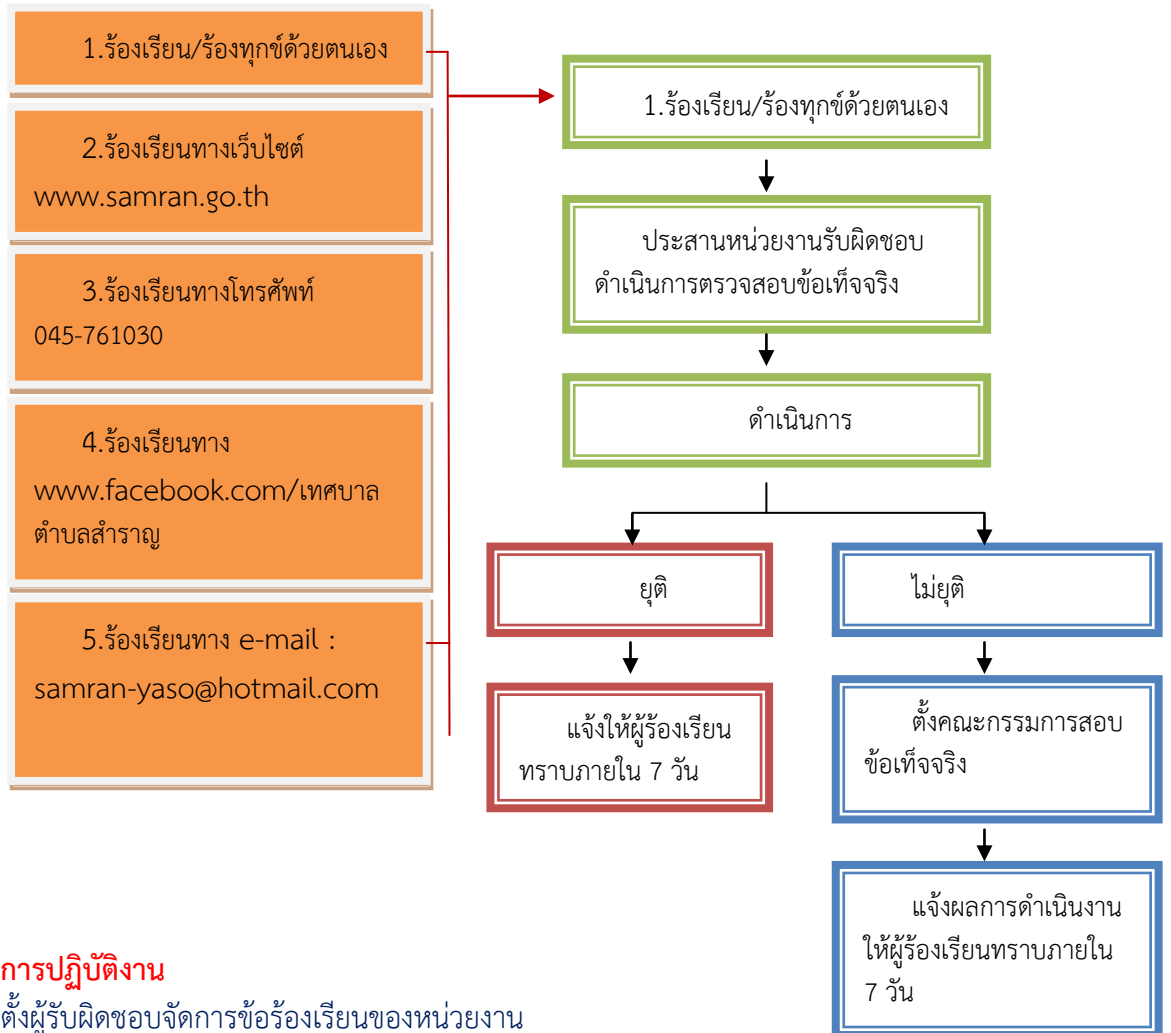 1.ร้องเรียน/ร้องทุกข์ด้วยตนเอง
2.ร้องเรียนทางเว็บไซต์
www.samran.go.th
3.ร้องเรียนทางโทรศัพท์
045-761030
4.ร้องเรียนทาง
www.facebook.com/เทศบาล
ตำบลสำราญ
5.ร้องเรียนทาง e-mail :
samran-yaso@hotmail.com
1.ร้องเรียน/ร้องทุกข์ด้วยตนเอง
ประสานหน่วยงานรับผิดชอบ
ดำเนินการตรวจสอบข้อเท็จจริง
ดำเนินการ
ยุติ
แจ้งให้ผู้ร้องเรียน
ทราบภายใน 7 วัน
ไม่ยุติ
ตั้งคณะกรรมการสอบ
ข้อเท็จจริง
แจ้งผลการดำเนินงาน
ให้ผู้ร้องเรียนทราบภายใน
7 วัน
การปฏิบัติงาน
ตั้งผู้รับผิดชอบจัดการข้อร้องเรียนของหน่วยงาน